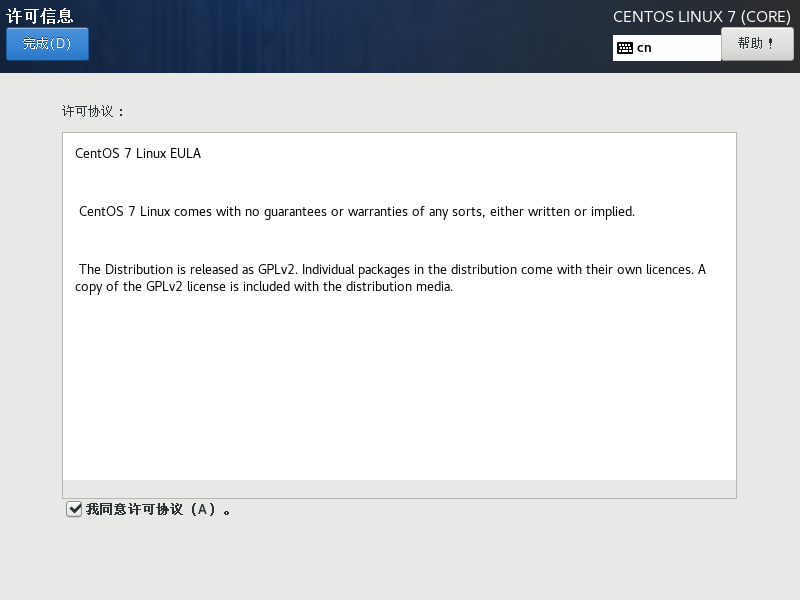 许可信息
CENTOS LINUX 7 (CORE)
完成(D)
cn
帮助！
许可协议：
CentOS 7 Linux EULA
CentOS 7 Linux comes with no guarantees or warranties of any sorts, either written or implied.
The Distribution is released as GPLv2. Individual packages in the distribution come with their own licences. A
copy of the GPLv2 license is included with the distribution media.
我同意许可协议（A）。